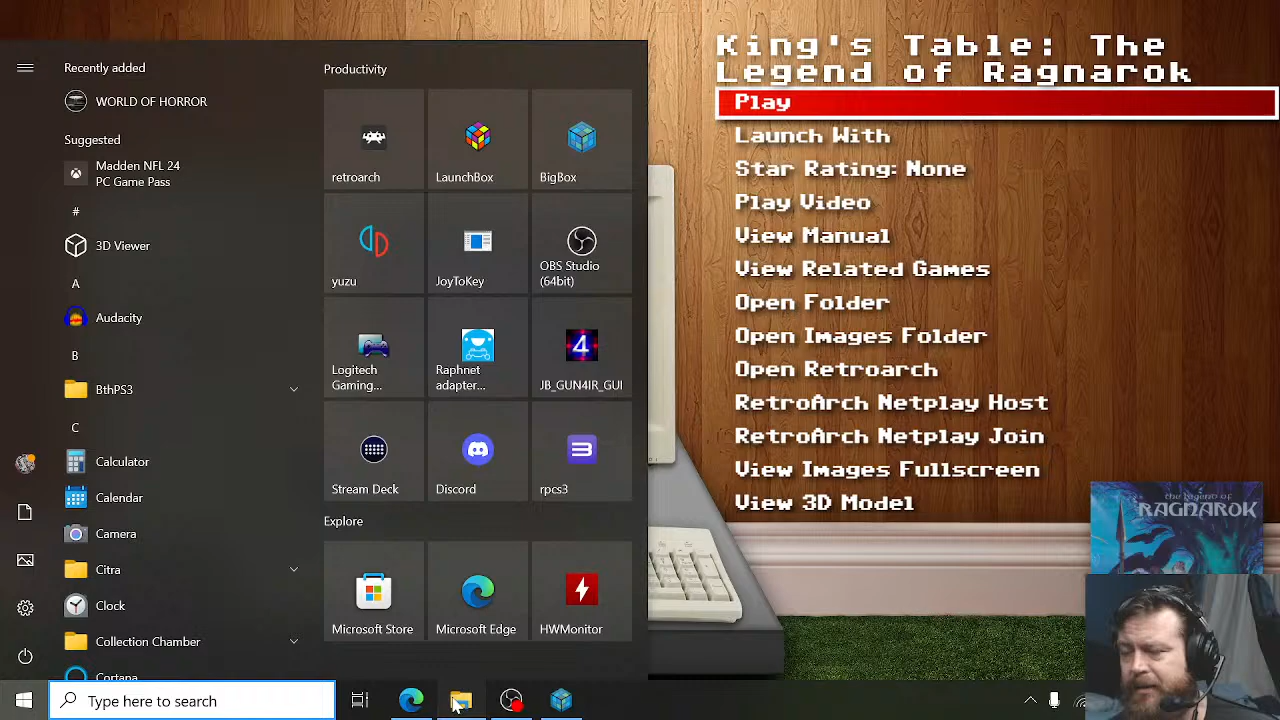 Recently added
WORLD OF HORROR
Suggested
Madden NFL 24
PC Game Pass
#
3D Viewer
A
Audacity
B
BthPS3
C
Calculator
Calendar
Camera
Citra
Clock
Collection Chamber
Cortana
Productivity
retroarch
LaunchBox
BigBox
yuzu
JoyToKey
OBS Studio
(64bit)
Logitech
Gaming...
Raphnet
adapter...
4
JB_GUN4IR_GUI
Stream Deck
Discord
rpcs3
Explore
Microsoft Store
Microsoft Edge
HWMonitor
Type here to search
King's Table: The
Legend of Ragnarok
Play
Launch With
Star Rating: None
Play Video
View Manual
View Related Games
Open Folder
Open Images Folder
Open Retroarch
RetroArch Netplay Host
RetroArch Netplay Join
View Images Fullscreen
View 3D Model
the legend of
RAGNAROK